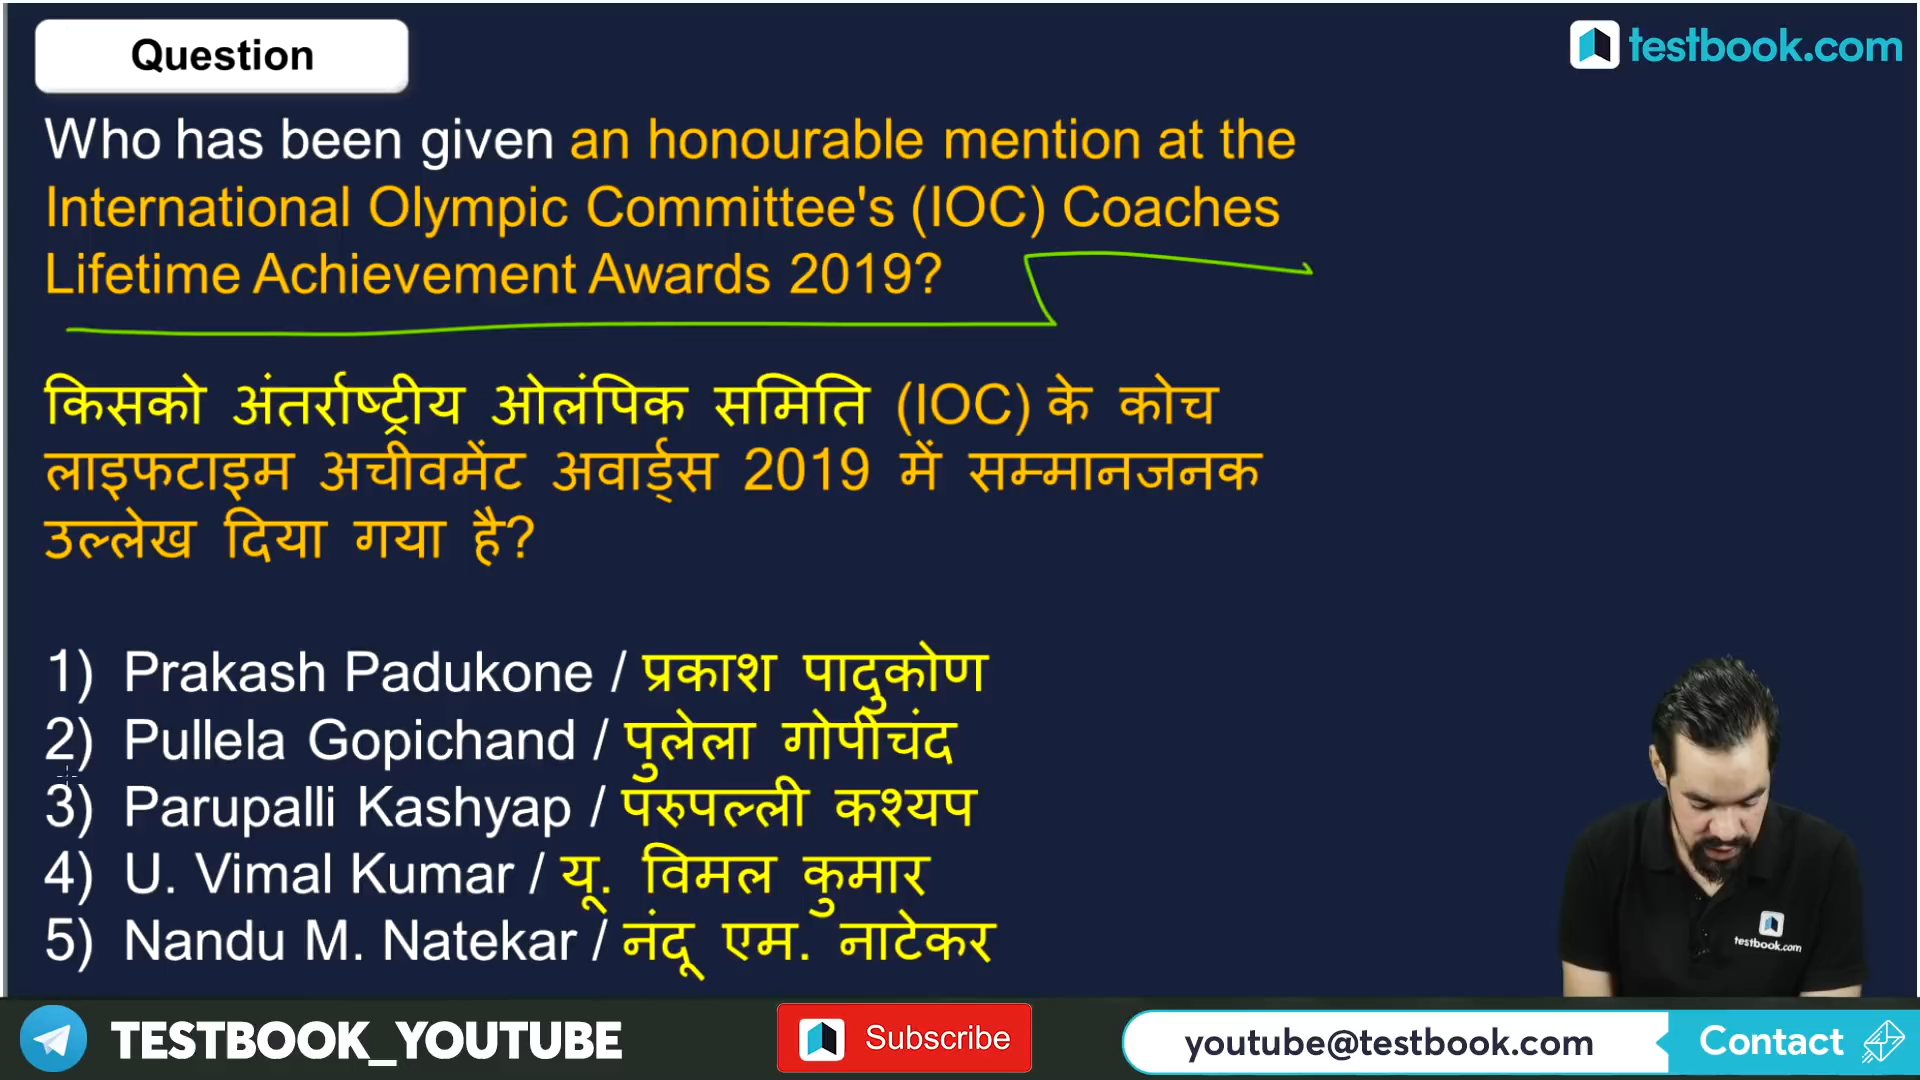 Question
testbook.com
Who has been given an honourable mention at the
International Olympic Committee's (IOC) Coaches
Lifetime Achievement Awards 2019?
किसको अंतर्राष्ट्रीय ओलंपिक समिति (IOC) के कोच
लाइफटाइम अचीवमेंट अवार्ड्स 2019 में सम्मानजनक
उल्लेख दिया गया है?
1) Prakash Padukone / प्रकाश पादुकोण
2) Pullela Gopichand / पुलेला गोपीचंद
3) Parupalli Kashyap / परुपल्ली कश्यप
4) U. Vimal Kumar / यू. विमल कुमार
5) Nandu M. Natekar / नंदू एम. नाटेकर
testbook.com
TESTBOOK_YOUTUBE
Subscribe
youtube@testbook.com
Contact